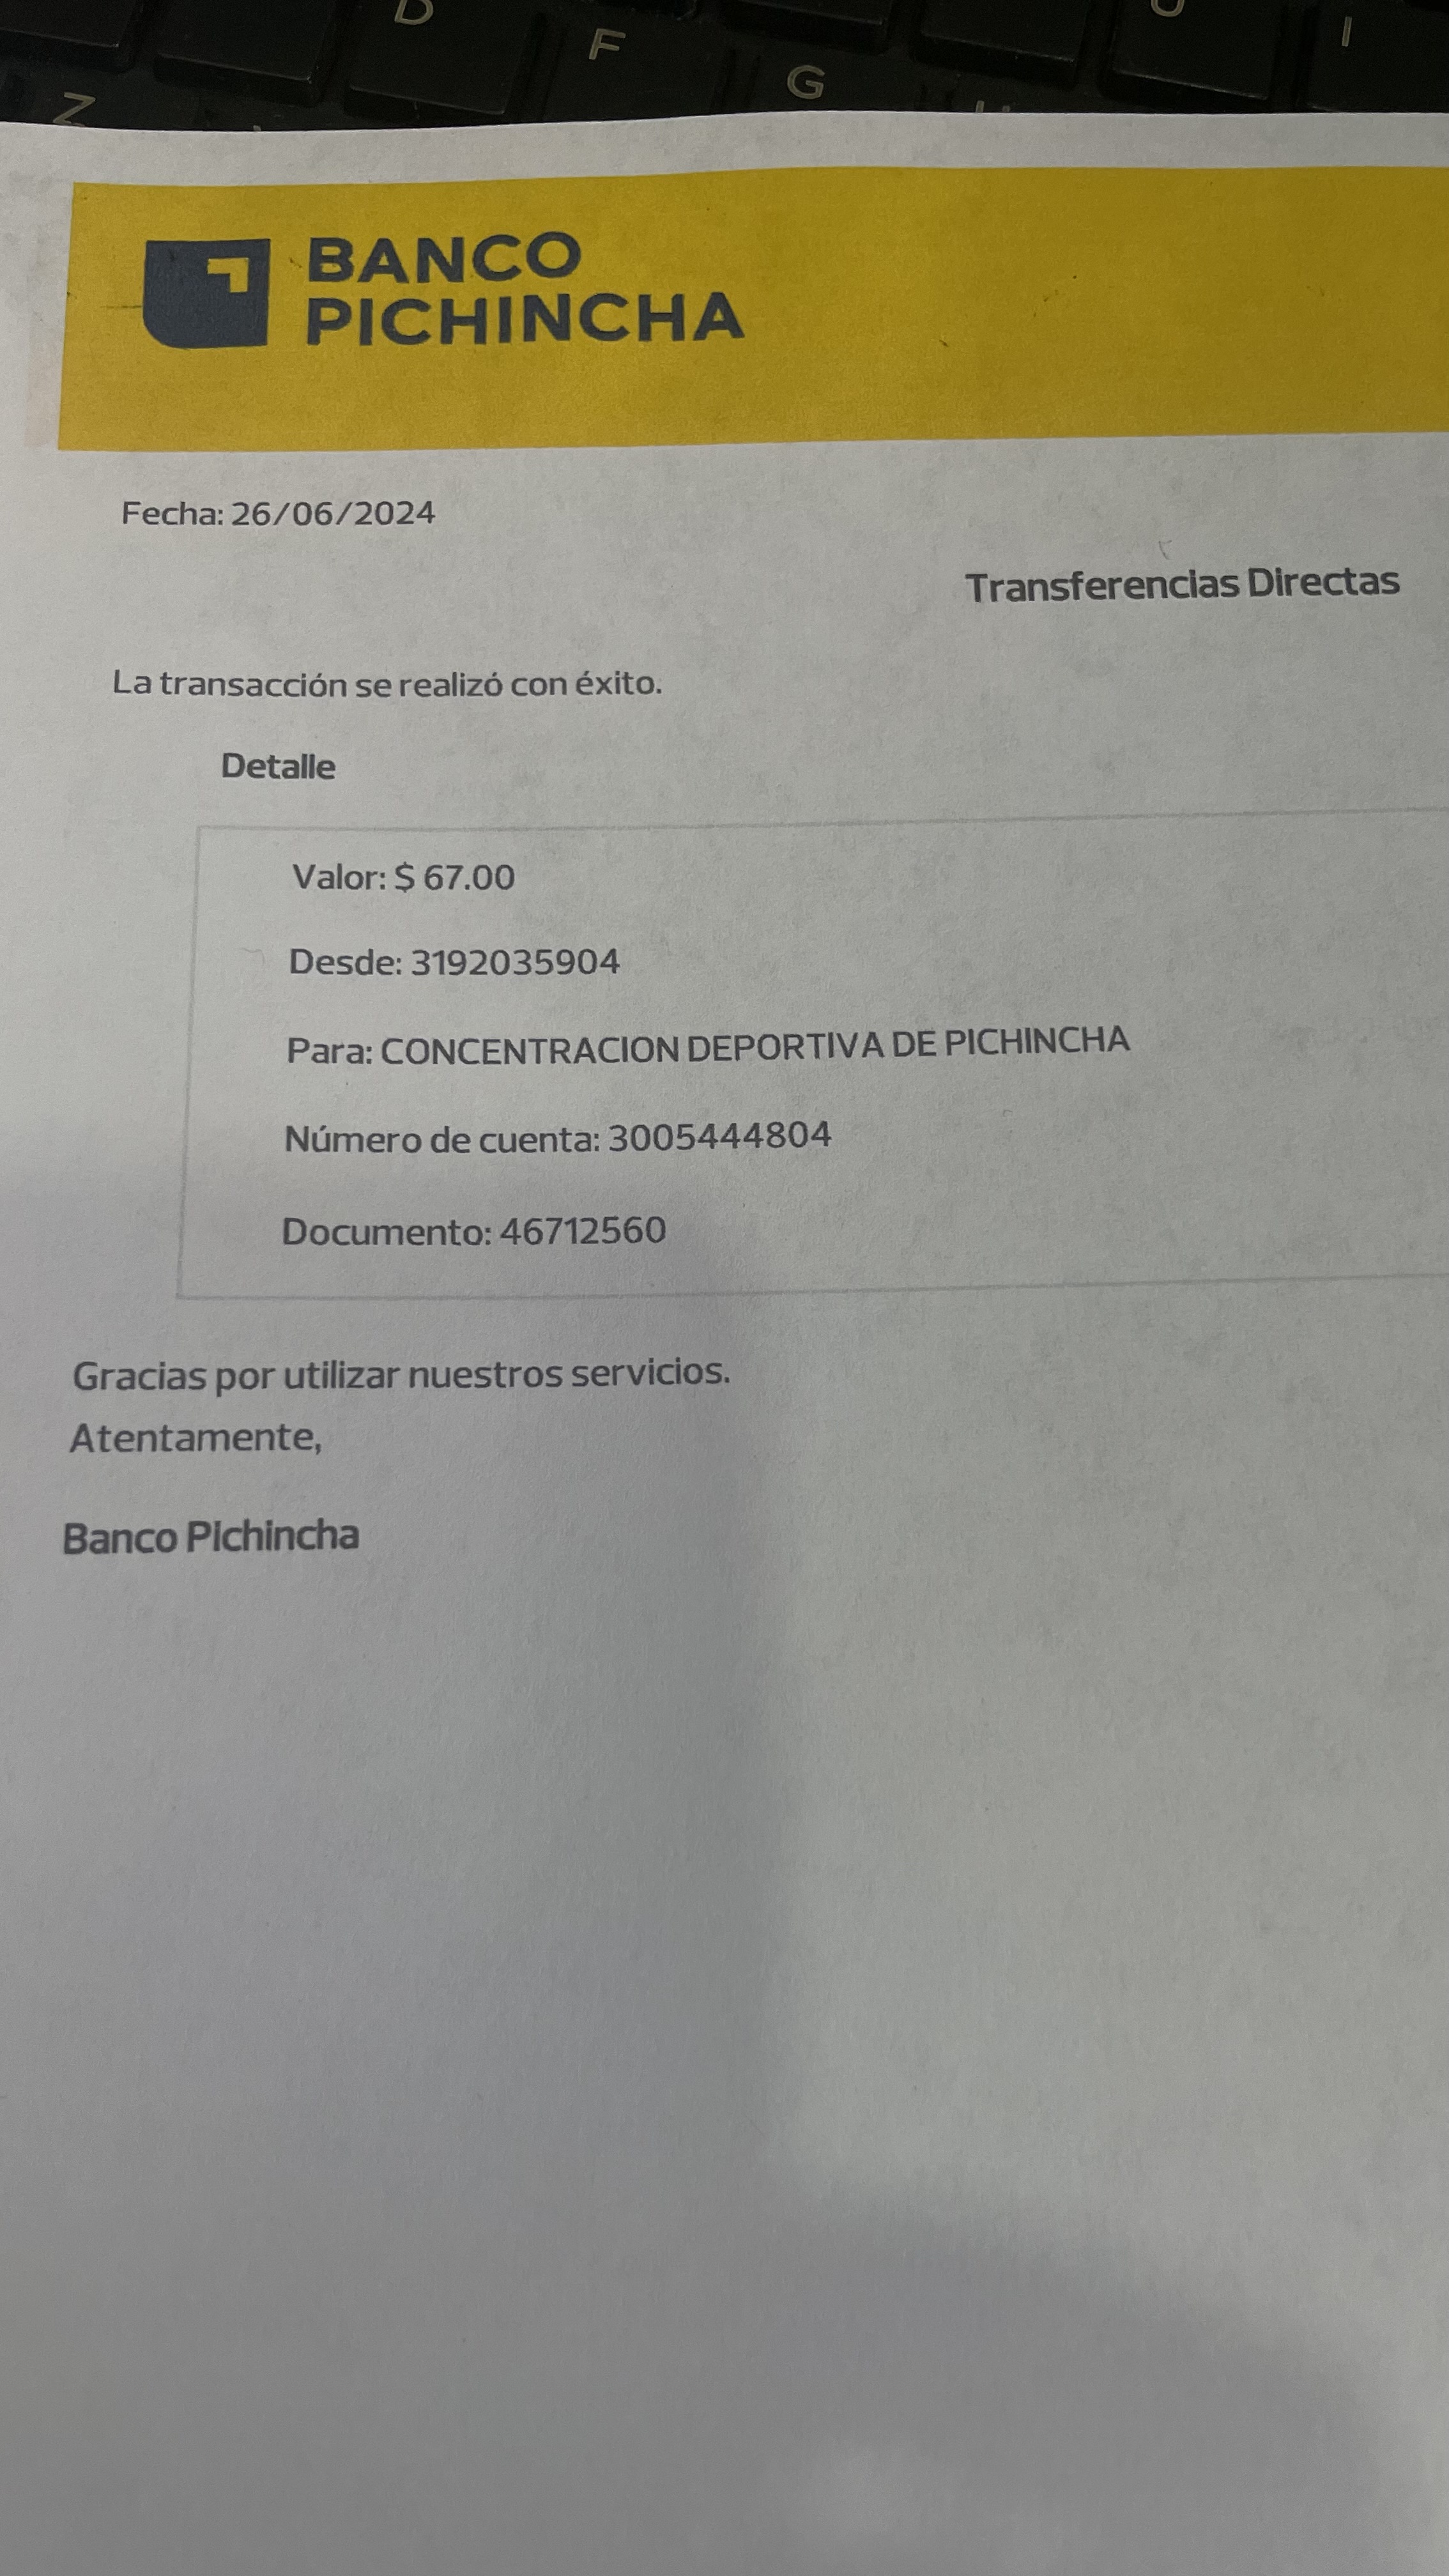 D F G U I
Z
BANCO
PICHINCHA
Fecha: 26/06/2024
Transferencias Directas
La transacción se realizó con éxito.
Detalle
Valor: $ 67.00
Desde: 3192035904
Para: CONCENTRACION DEPORTIVA DE PICHINCHA
Número de cuenta: 3005444804
Documento: 46712560
Gracias por utilizar nuestros servicios.
Atentamente,
Banco Pichincha